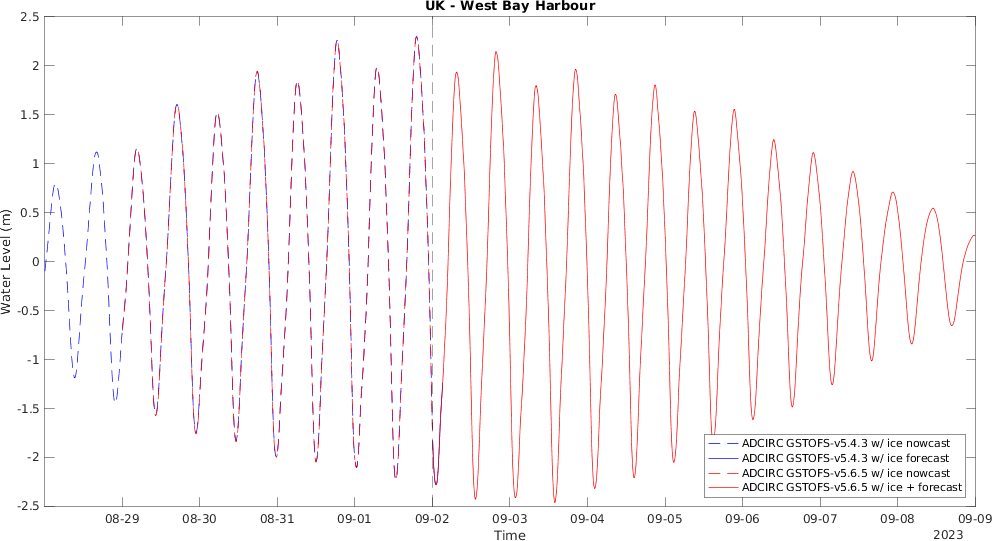 UK - West Bay Harbour
2.5
2
1.5
1
0.5
0
-0.5
-1
-1.5
-2
-2.5
Water Level (m)
08-29 08-30 08-31 09-01 09-02 09-03 09-04 09-05 09-06 09-07 09-08 09-09
Time
2023
ADCIRC GSTOFS-v5.4.3 w/ ice nowcast
ADCIRC GSTOFS-v5.4.3 w/ ice forecast
ADCIRC GSTOFS-v5.6.5 w/ ice nowcast
ADCIRC GSTOFS-v5.6.5 w/ ice + forecast